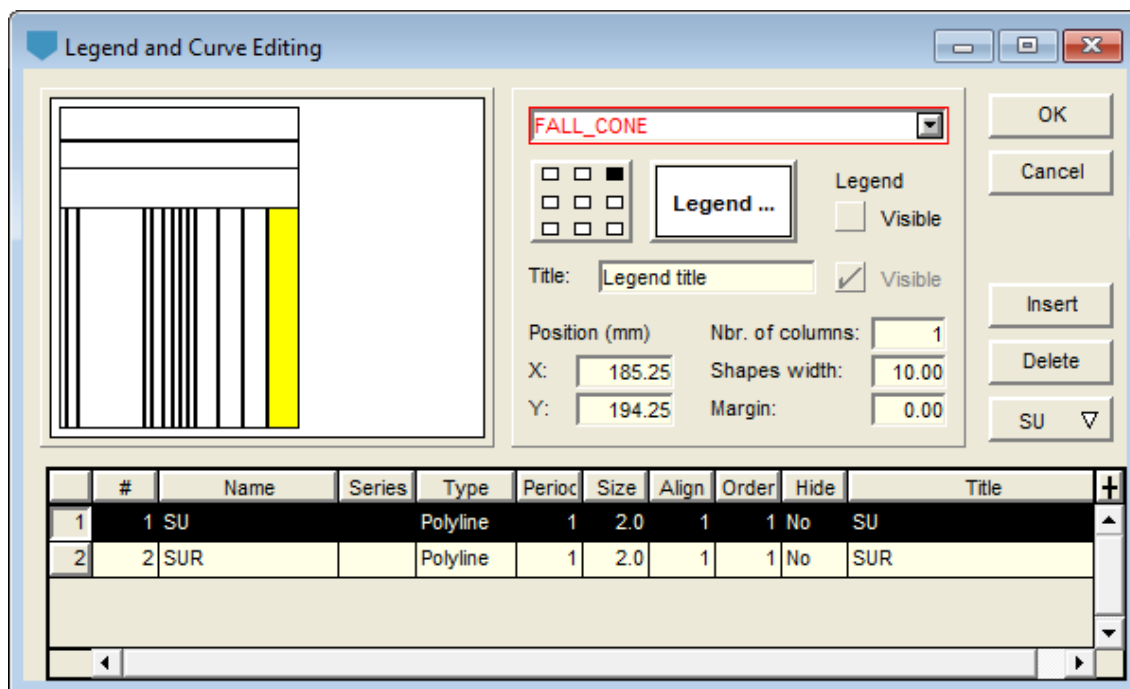 Legend and Curve Editing
FALL_CONE
OK
Cancel
Legend ...
Legend
Visible
Title: Legend title
Visible
Insert
Position (mm)
Nbr. of columns: 1
X: 185.25
Shapes width: 10.00
Delete
Y: 194.25
Margin: 0.00
SU
# Name Series Type Perioc Size Align Order Hide Title +
1 1 SU Polyline 1 2.0 1 1 No SU
2 2 SUR Polyline 1 2.0 1 1 No SUR